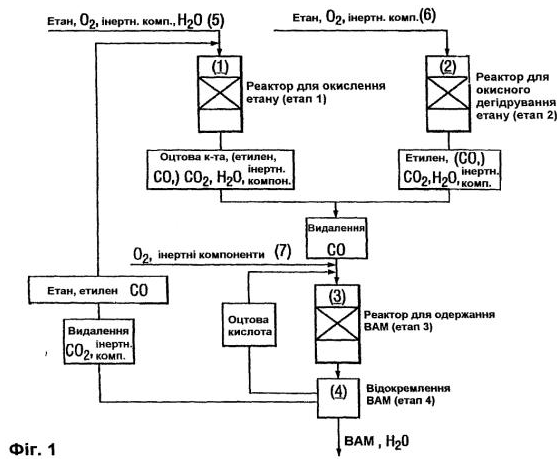 Етан, O2, інертн. комп., H2O (5)
Етан, O2, інертн. комп. (6)
(1)
Реактор для окислення
етану (етап 1)
(2)
Реактор для
окисного
дегідрування
етану (етап 2)
Оцтова к-та, (етилен,
CO,) CO2, H2O, інертн.
компон.
Етилен, (CO,)
CO2, H2O, інертн.
комп.
Видалення
CO
O2, інертні компоненти (7)
Етан, етилен CO
Оцтова
кислота
(3)
Реактор для одержання
ВАМ (етап 3)
Видалення
CO2, інертн.
комп.
(4)
Відокремлення
ВАМ (етап 4)
Фіг. 1
ВАМ , H2O